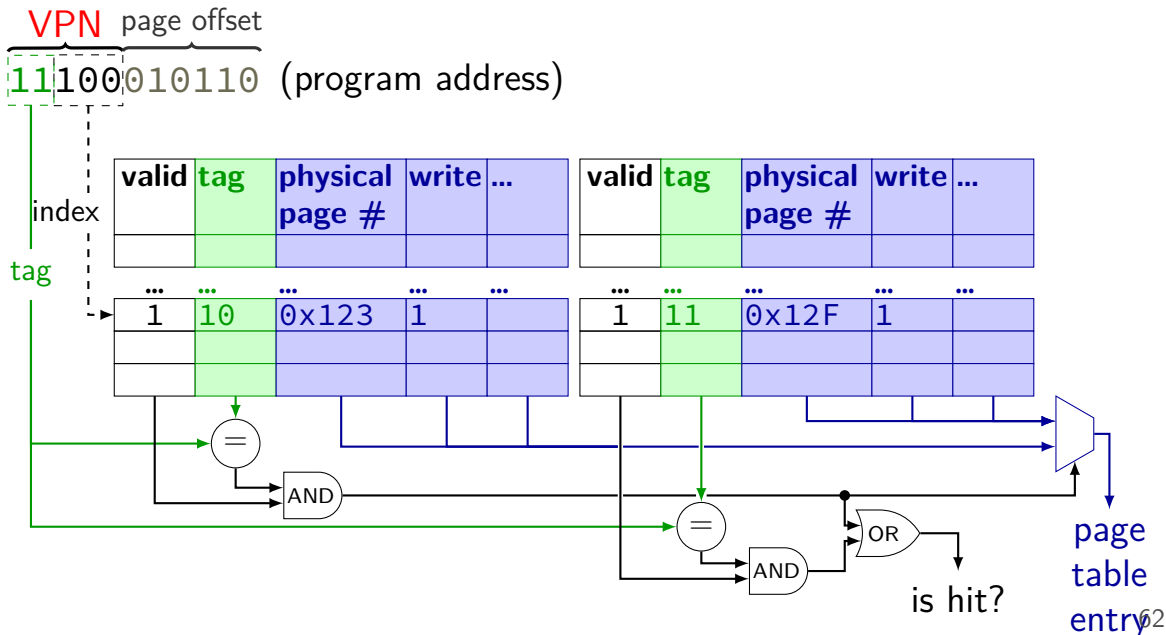 VPN page offset
11100010110 (program address)
valid tag physical write ... valid tag physical write ...
page # page #
index
tag
... ... ... ... ... ... ... ... ... ...
1 10 0x123 1 1 11 0x12F 1
=
AND
=
OR
AND
is hit?
page
table
entry
62